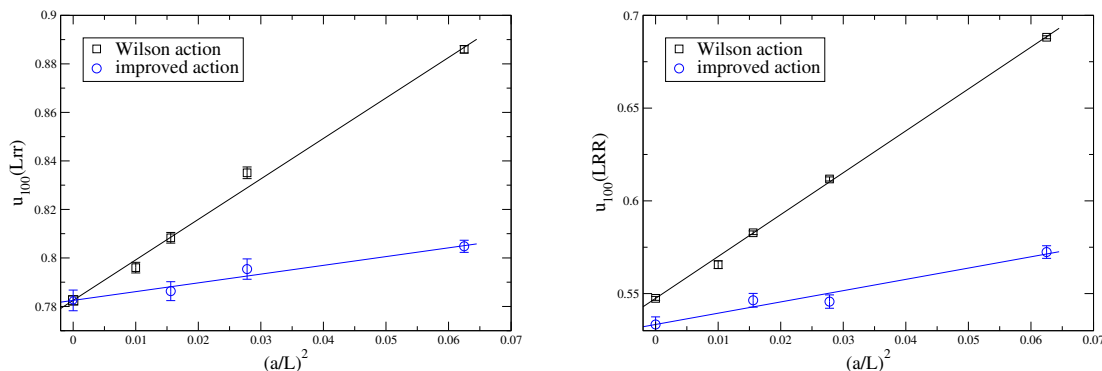 Wilson action
improved action
0.88
0.86
0.84
0.82
0.8
0.78
u₁₀₀(Lrr)
0 0.01 0.02 0.03 0.04 0.05 0.06 0.07
(a/L)²
0.7
Wilson action
improved action
0.65
0.6
0.55
u₁₀₀(LRR)
0 0.01 0.02 0.03 0.04 0.05 0.06 0.07
(a/L)²